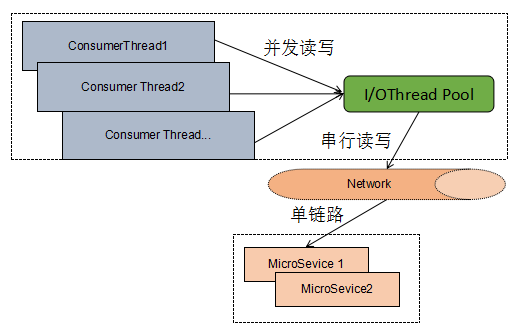 ConsumerThread1
并发读写
Consumer Thread2
I/OThread Pool
Consumer Thread...
串行读写
Network
单链路
MicroSevice 1
MicroSevice2